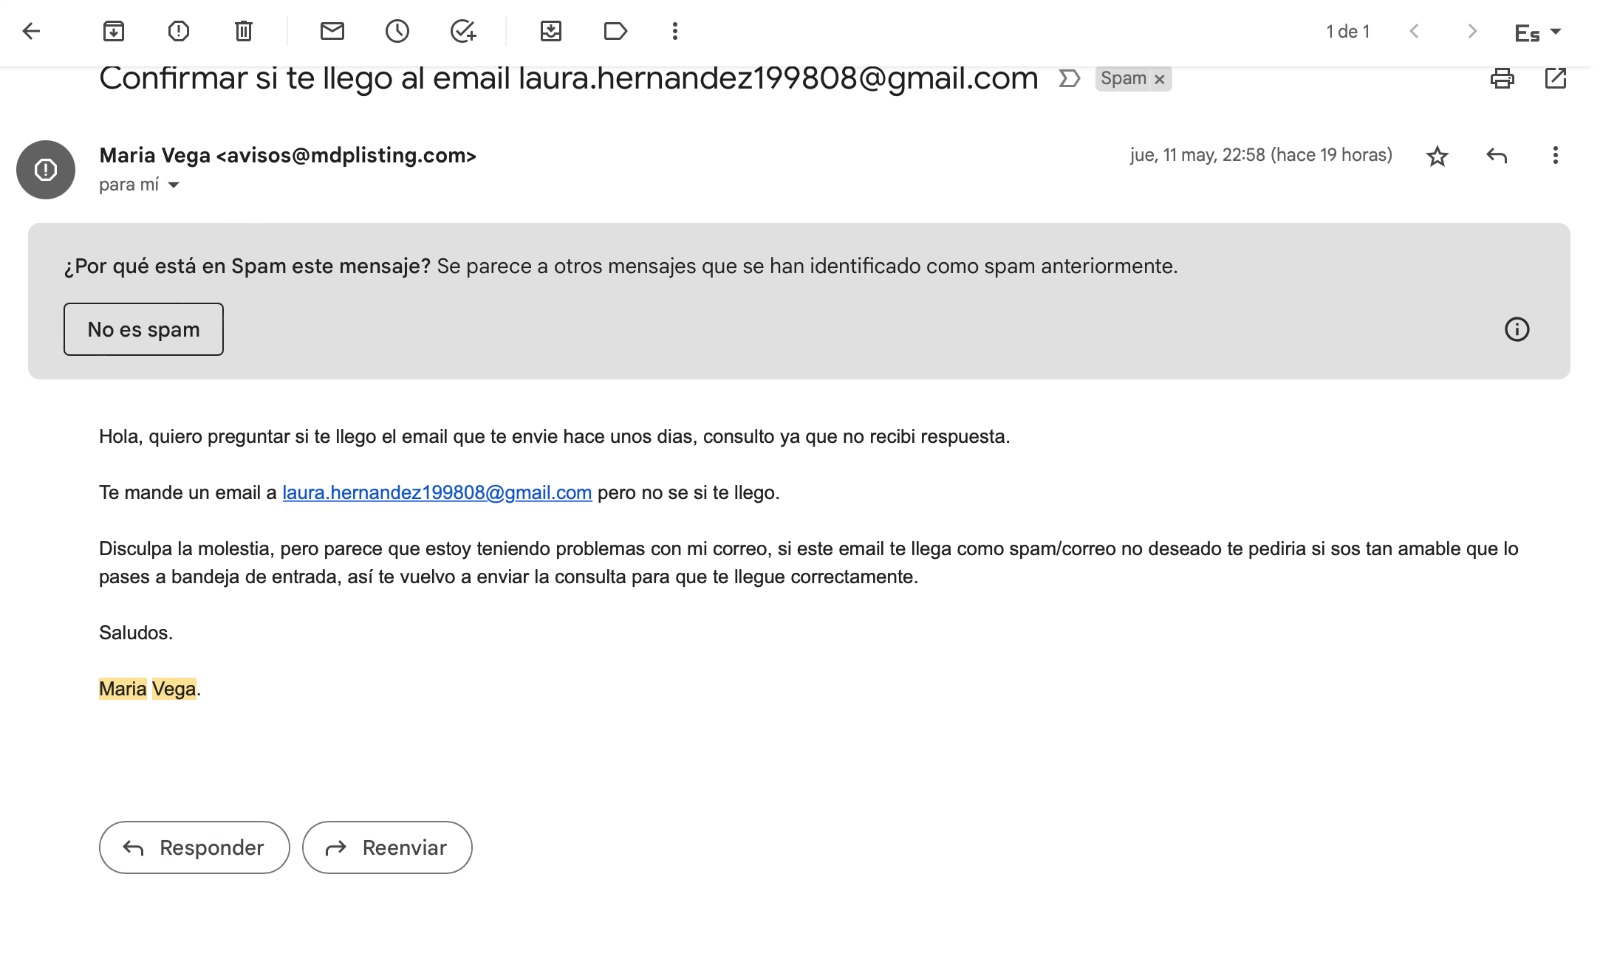 1 de 1
Es
Confirmar si te llego al email laura.hernandez199808@gmail.com
Spam ×
Maria Vega <avisos@mdplisting.com>
jue, 11 may, 22:58 (hace 19 horas)
para mí
¿Por qué está en Spam este mensaje? Se parece a otros mensajes que se han identificado como spam anteriormente.
No es spam
Hola, quiero preguntar si te llego el email que te envie hace unos dias, consulto ya que no recibi respuesta.
Te mande un email a laura.hernandez199808@gmail.com pero no se si te llego.
Disculpa la molestia, pero parece que estoy teniendo problemas con mi correo, si este email te llega como spam/correo no deseado te pediria si sos tan amable que lo
pases a bandeja de entrada, así te vuelvo a enviar la consulta para que te llegue correctamente.
Saludos.
Maria Vega.
Responder
Reenviar